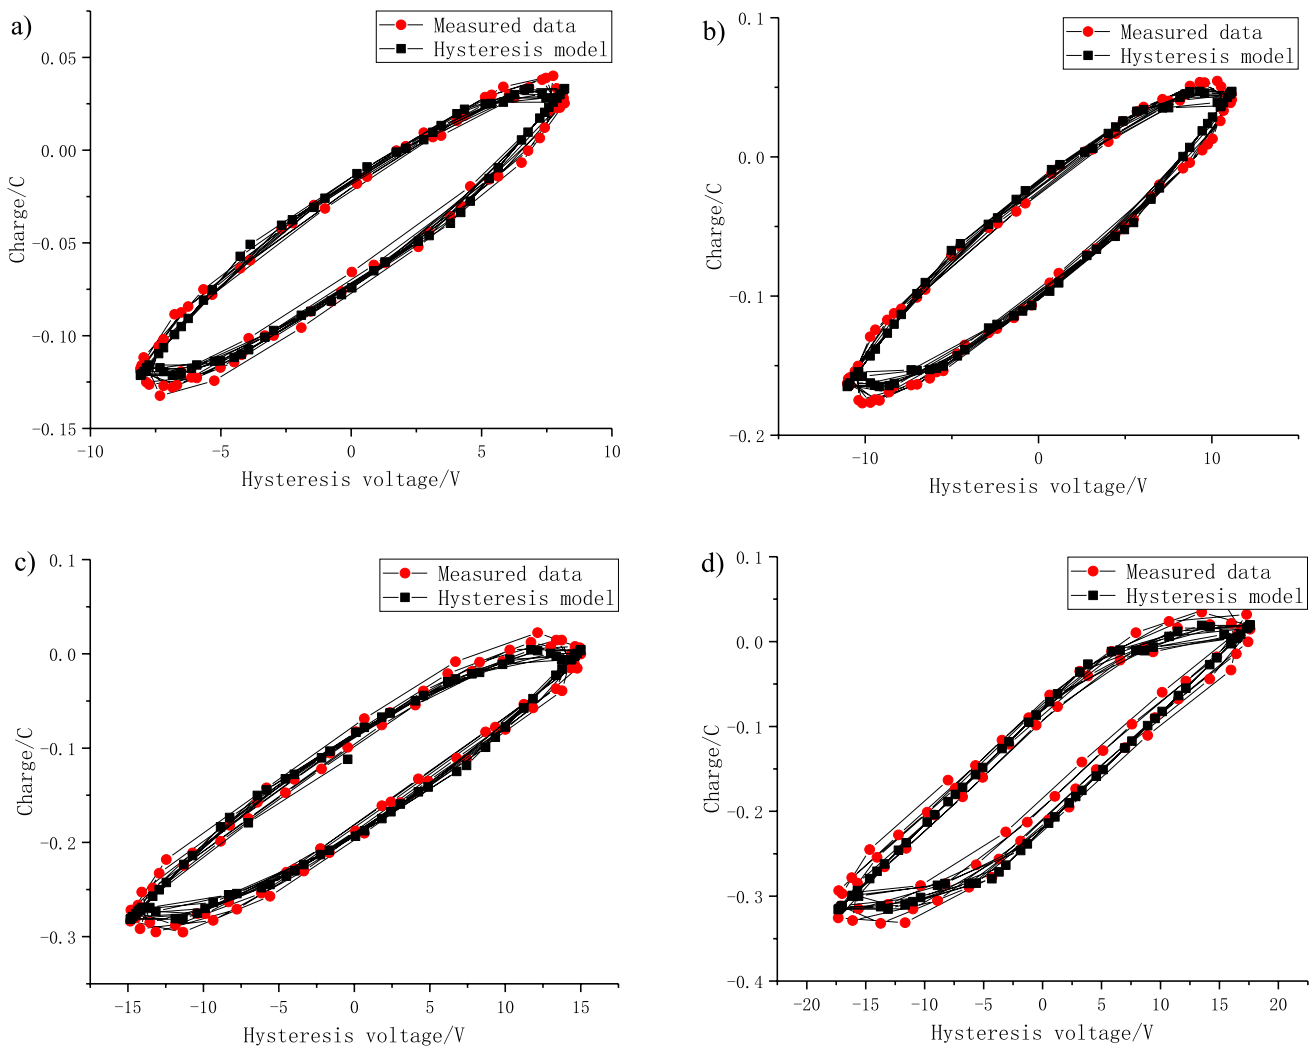 a)
Measured data
Hysteresis model
0.05
0.00
-0.05
-0.10
-0.15
Charge/C
-10
-5
0
5
10
Hysteresis voltage/V
b)
Measured data
Hysteresis model
0.1
0.0
-0.1
-0.2
Charge/C
-10
0
10
Hysteresis voltage/V
c)
Measured data
Hysteresis model
0.1
0.0
-0.1
-0.2
-0.3
Charge/C
-15
-10
-5
0
5
10
15
Hysteresis voltage/V
d)
Measured data
Hysteresis model
0.1
0.0
-0.1
-0.2
-0.3
-0.4
Charge/C
-20
-15
-10
-5
0
5
10
15
20
Hysteresis voltage/V